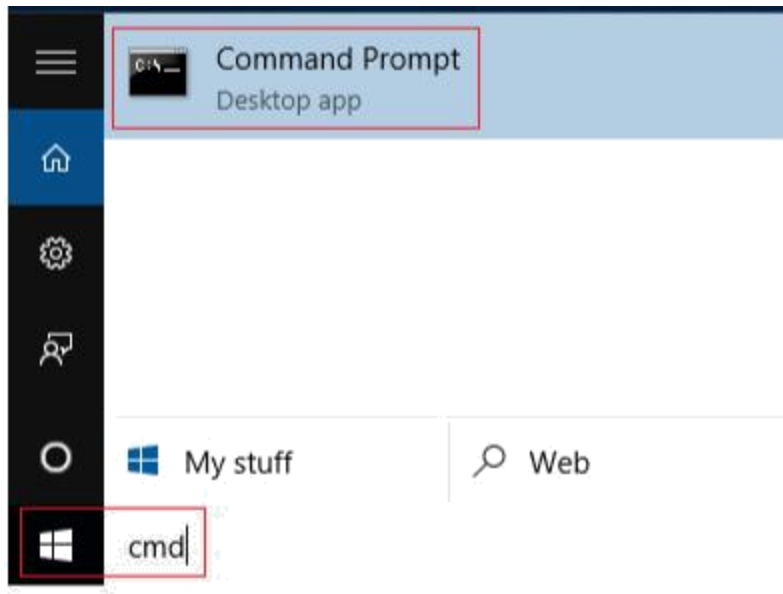 C:\_
Command Prompt
Desktop app
My stuff
Web
cmd